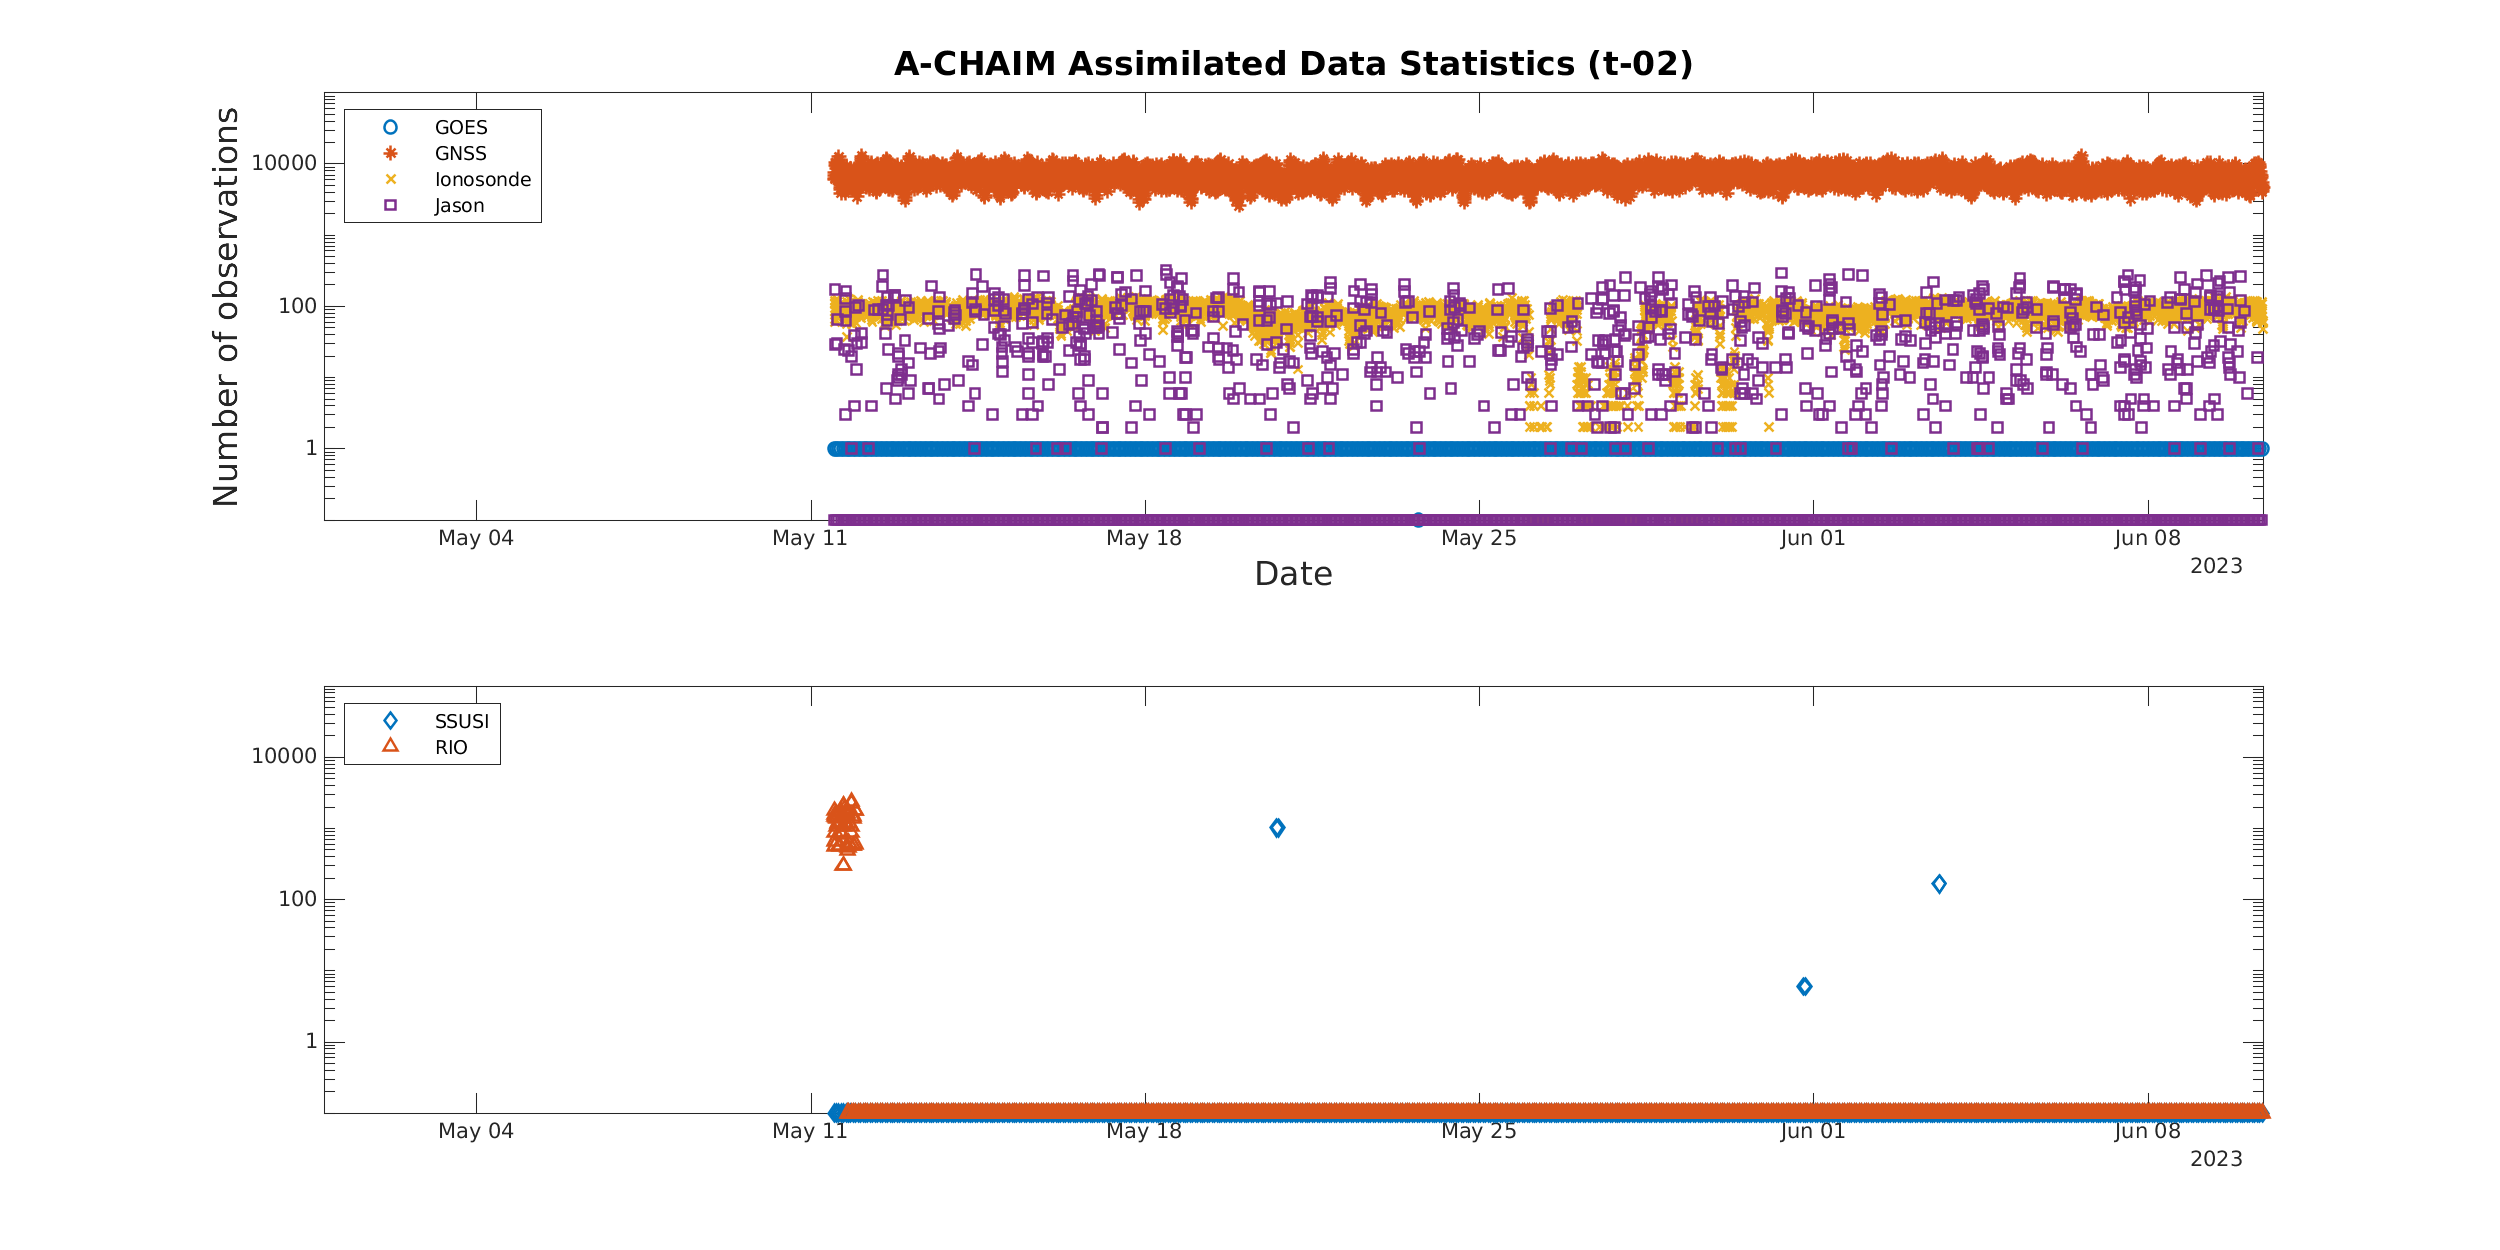 A-CHAIM Assimilated Data Statistics (t-02)
Number of observations
10000
100
1
GOES
GNSS
Ionosonde
Jason
May 04
May 11
May 18
May 25
Jun 01
Jun 08
2023
Date
10000
100
1
SSUSI
RIO
May 04
May 11
May 18
May 25
Jun 01
Jun 08
2023